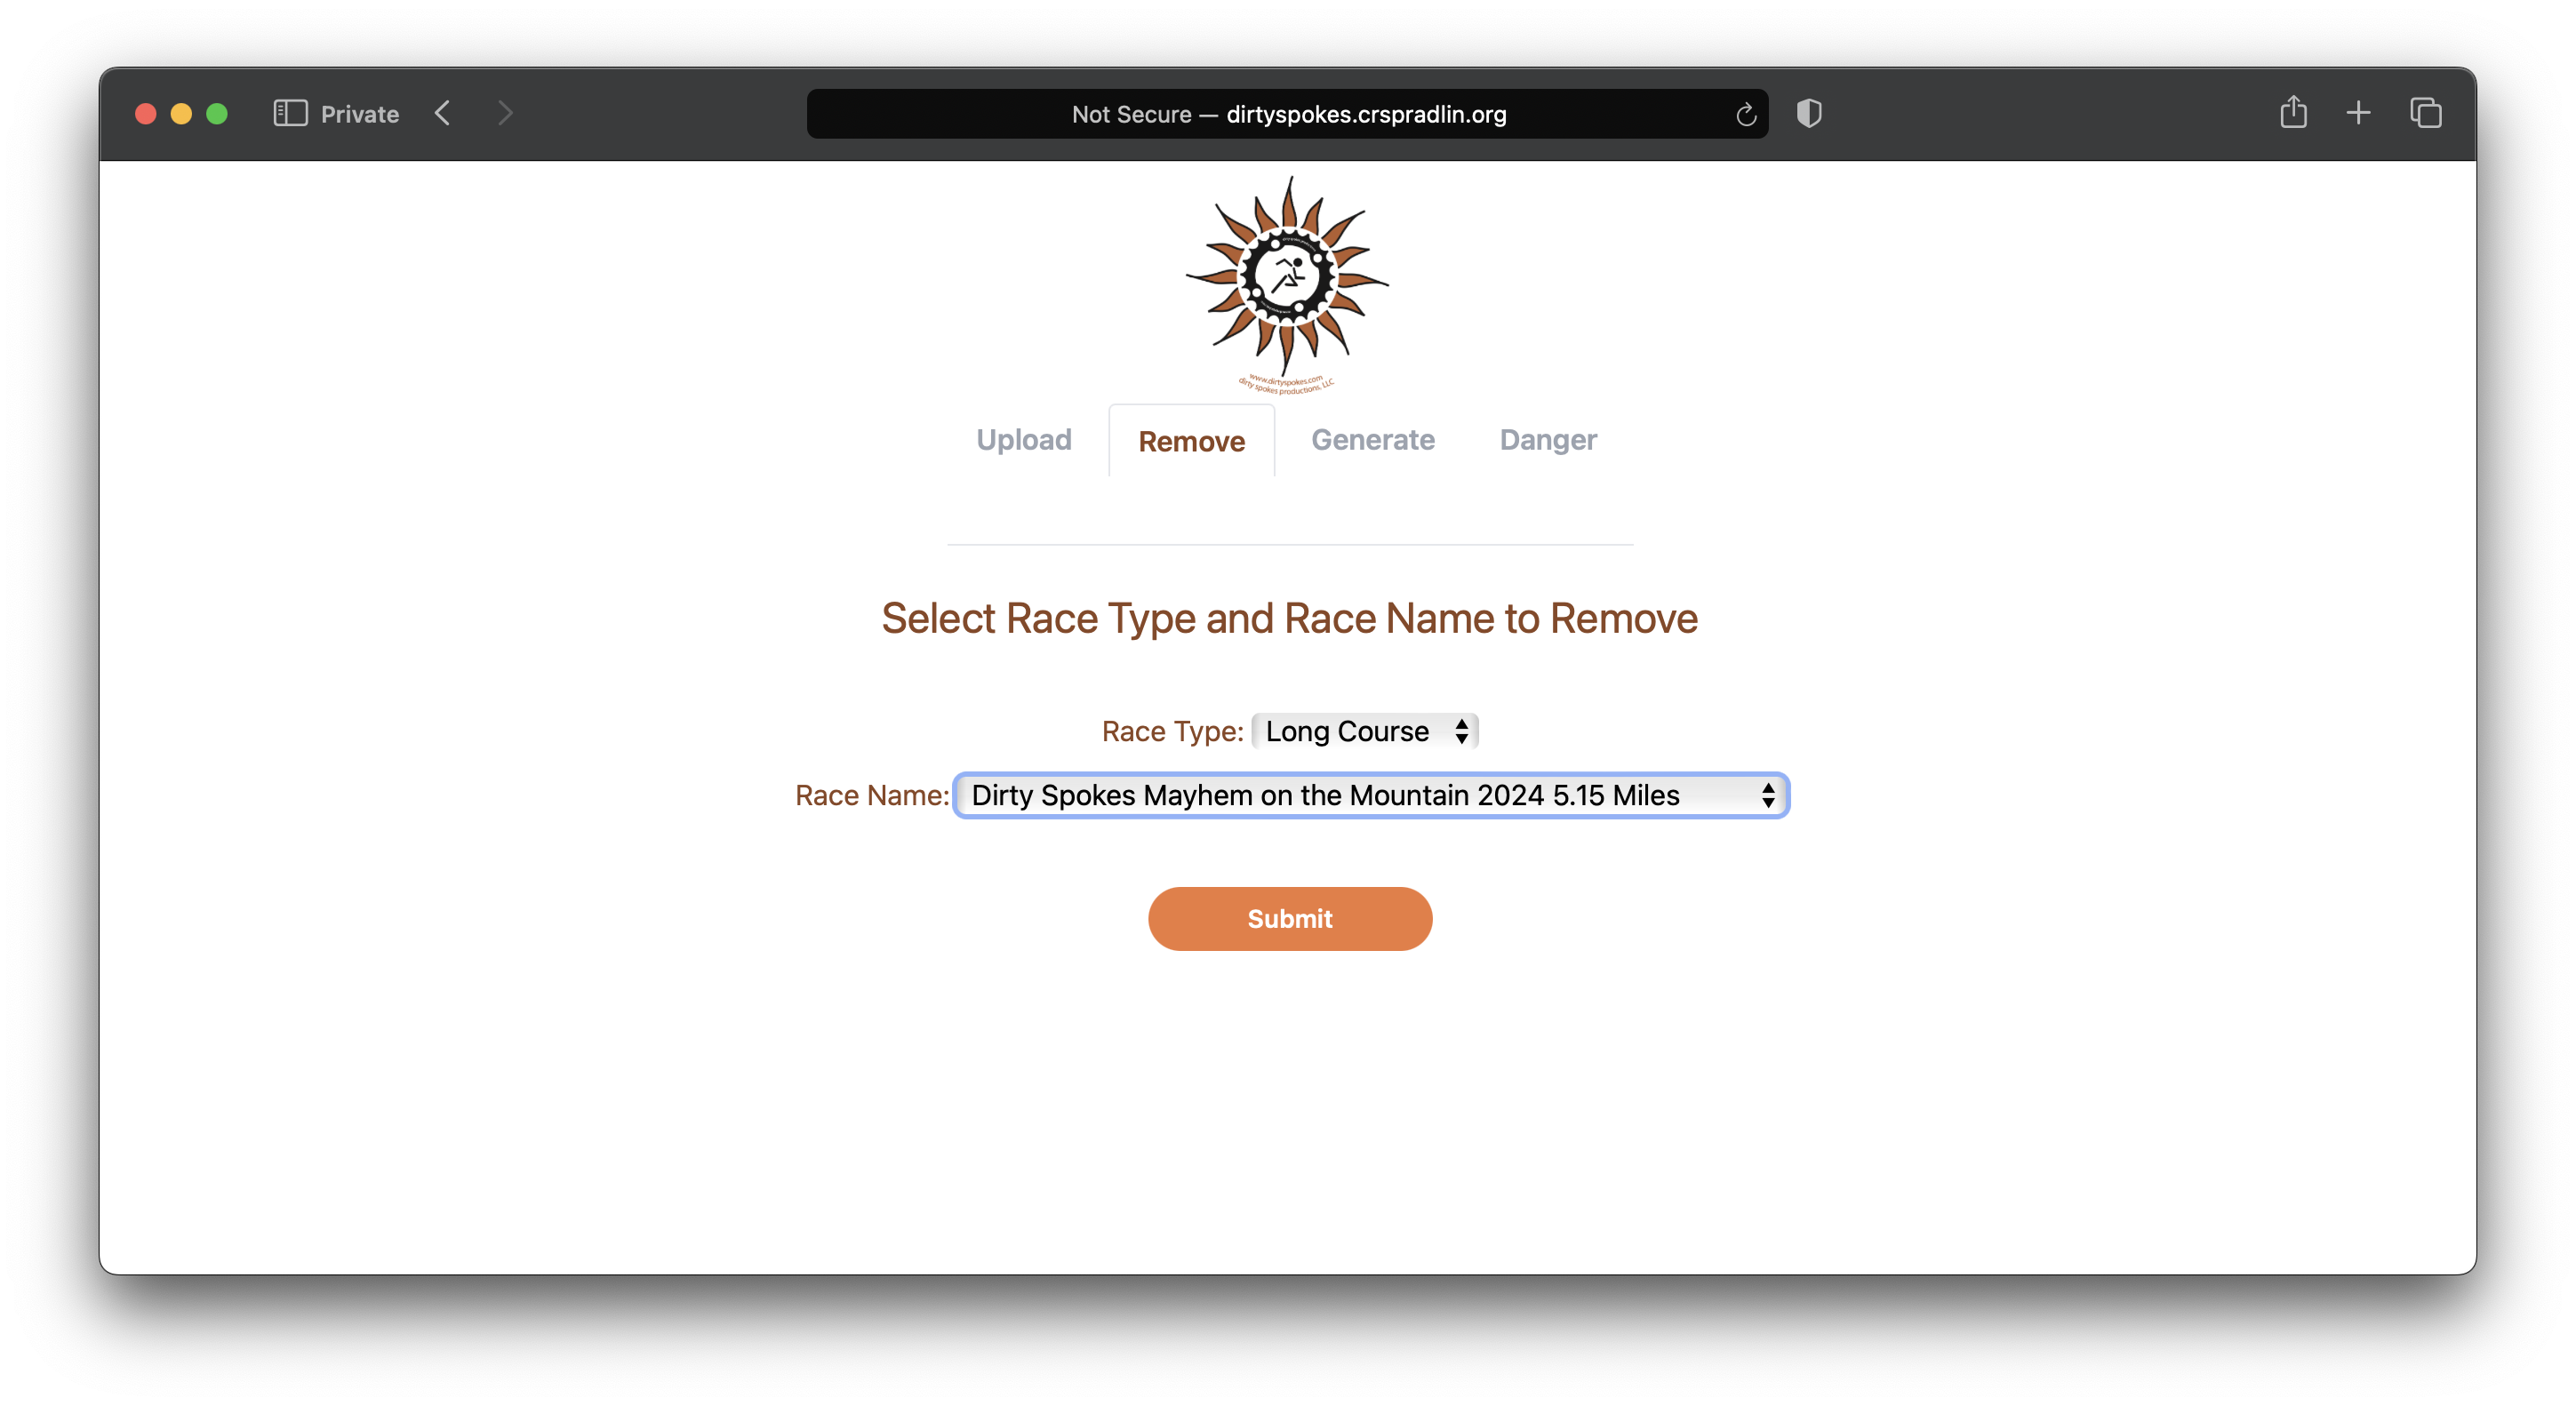 Private
Not Secure — dirtyspokes.crspradlin.org
www.dirtyspokes.com
dirty spokes productions, LLC
Upload Remove Generate Danger
Select Race Type and Race Name to Remove
Race Type: Long Course
Race Name: Dirty Spokes Mayhem on the Mountain 2024 5.15 Miles
Submit